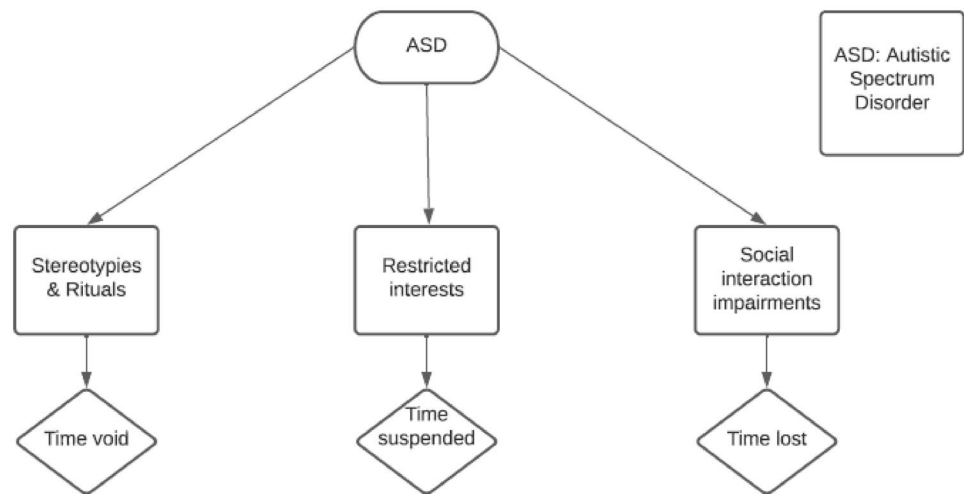 ASD
ASD: Autistic
Spectrum
Disorder
Stereotypies
& Rituals
Restricted
interests
Social
interaction
impairments
Time void
Time
suspended
Time lost